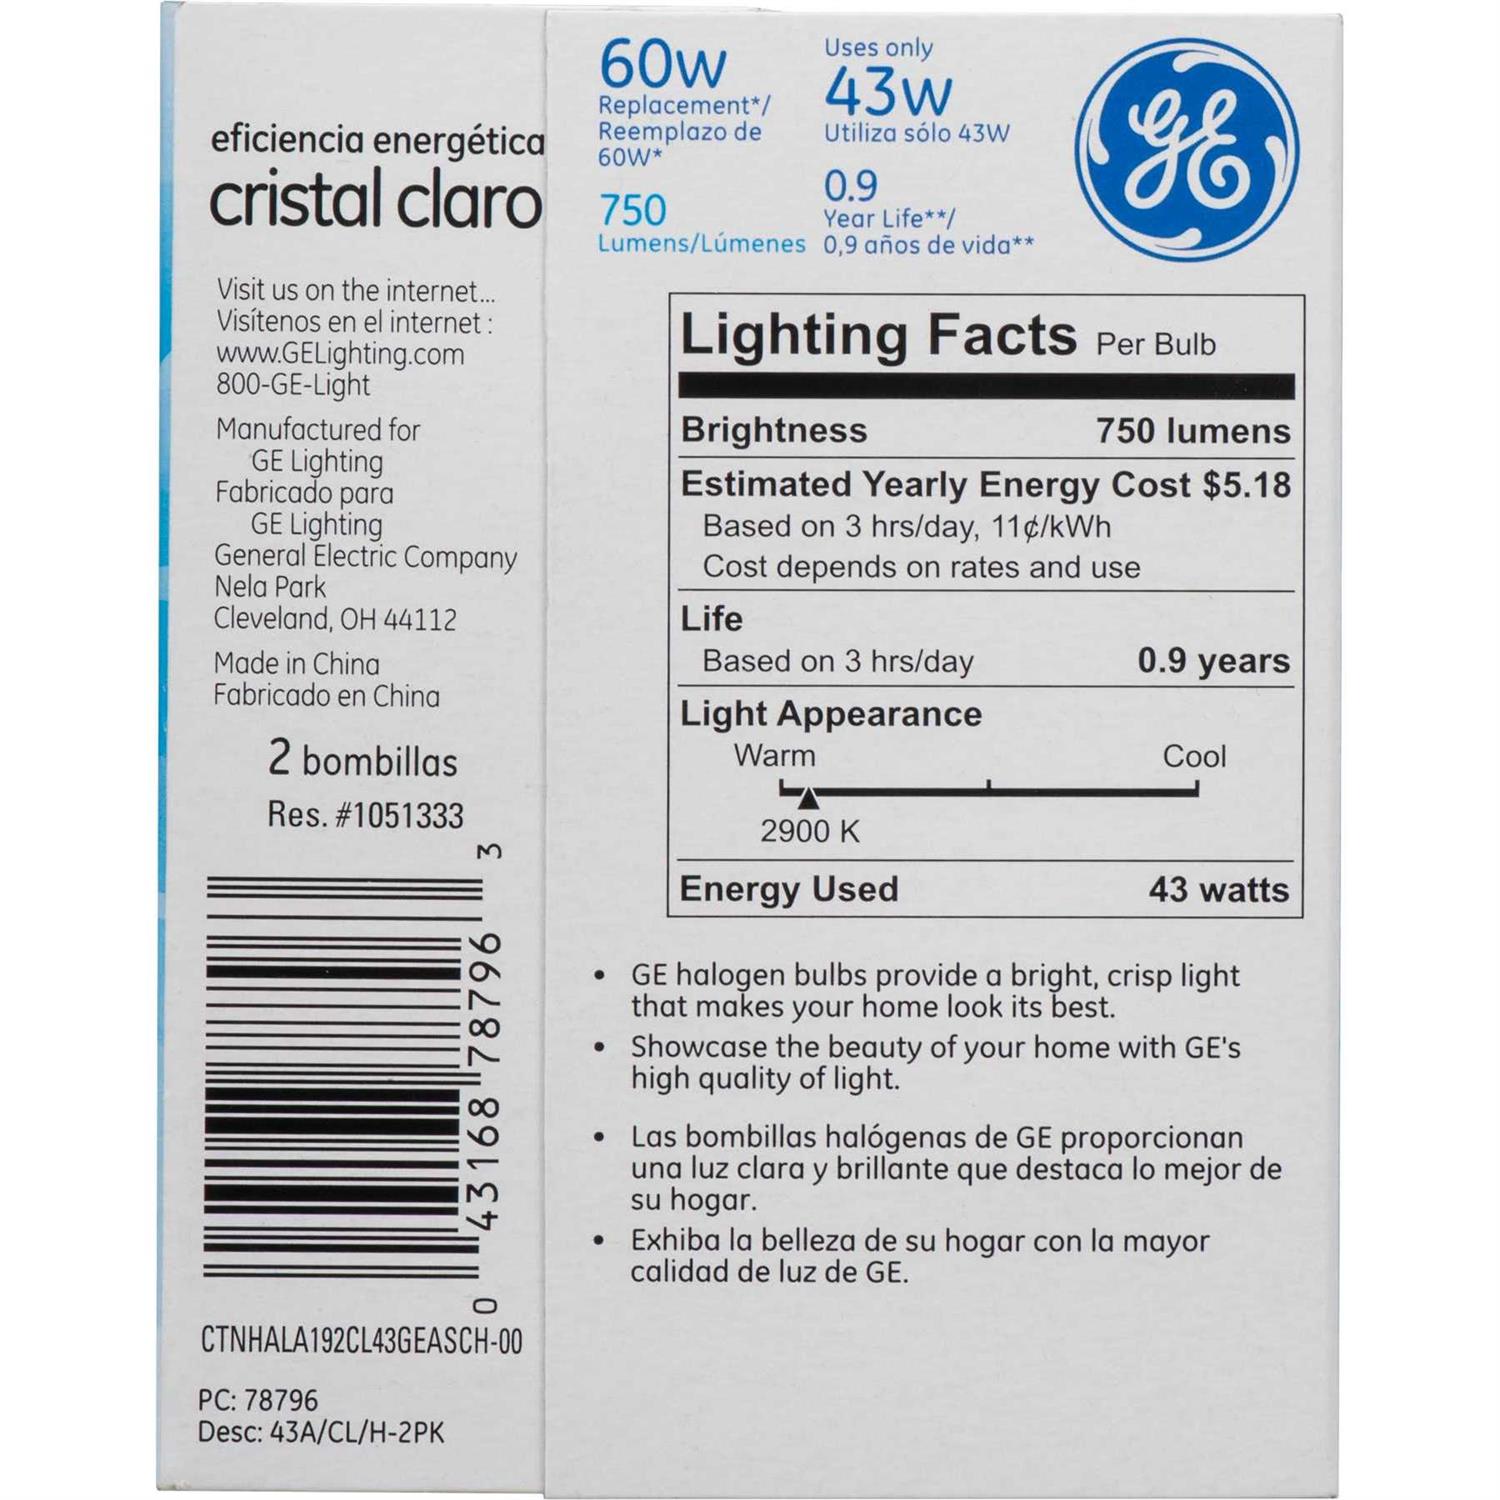 eficiencia energética
cristal claro
Visit us on the internet...
Visítenos en el internet :
www.GELighting.com
800-GE-Light
Manufactured for
GE Lighting
Fabricado para
GE Lighting
General Electric Company
Nela Park
Cleveland, OH 44112
Made in China
Fabricado en China
2 bombillas
Res. #1051333
0 43168 78796 3
CTNHALA192CL43GEASCH-00
PC: 78796
Desc: 43A/CL/H-2PK
60W
Replacement*/
Reemplazo de
60W*
750
Lumens/Lúmenes
Uses only
43W
Utiliza sólo 43W
0.9
Year Life**/
0,9 años de vida**
GE
Lighting Facts Per Bulb
Brightness 750 lumens
Estimated Yearly Energy Cost $5.18
Based on 3 hrs/day, 11¢/kWh
Cost depends on rates and use
Life
Based on 3 hrs/day 0.9 years
Light Appearance
Warm Cool
2900 K
Energy Used 43 watts
• GE halogen bulbs provide a bright, crisp light
that makes your home look its best.
• Showcase the beauty of your home with GE's
high quality of light.
• Las bombillas halógenas de GE proporcionan
una luz clara y brillante que destaca lo mejor de
su hogar.
• Exhiba la belleza de su hogar con la mayor
calidad de luz de GE.